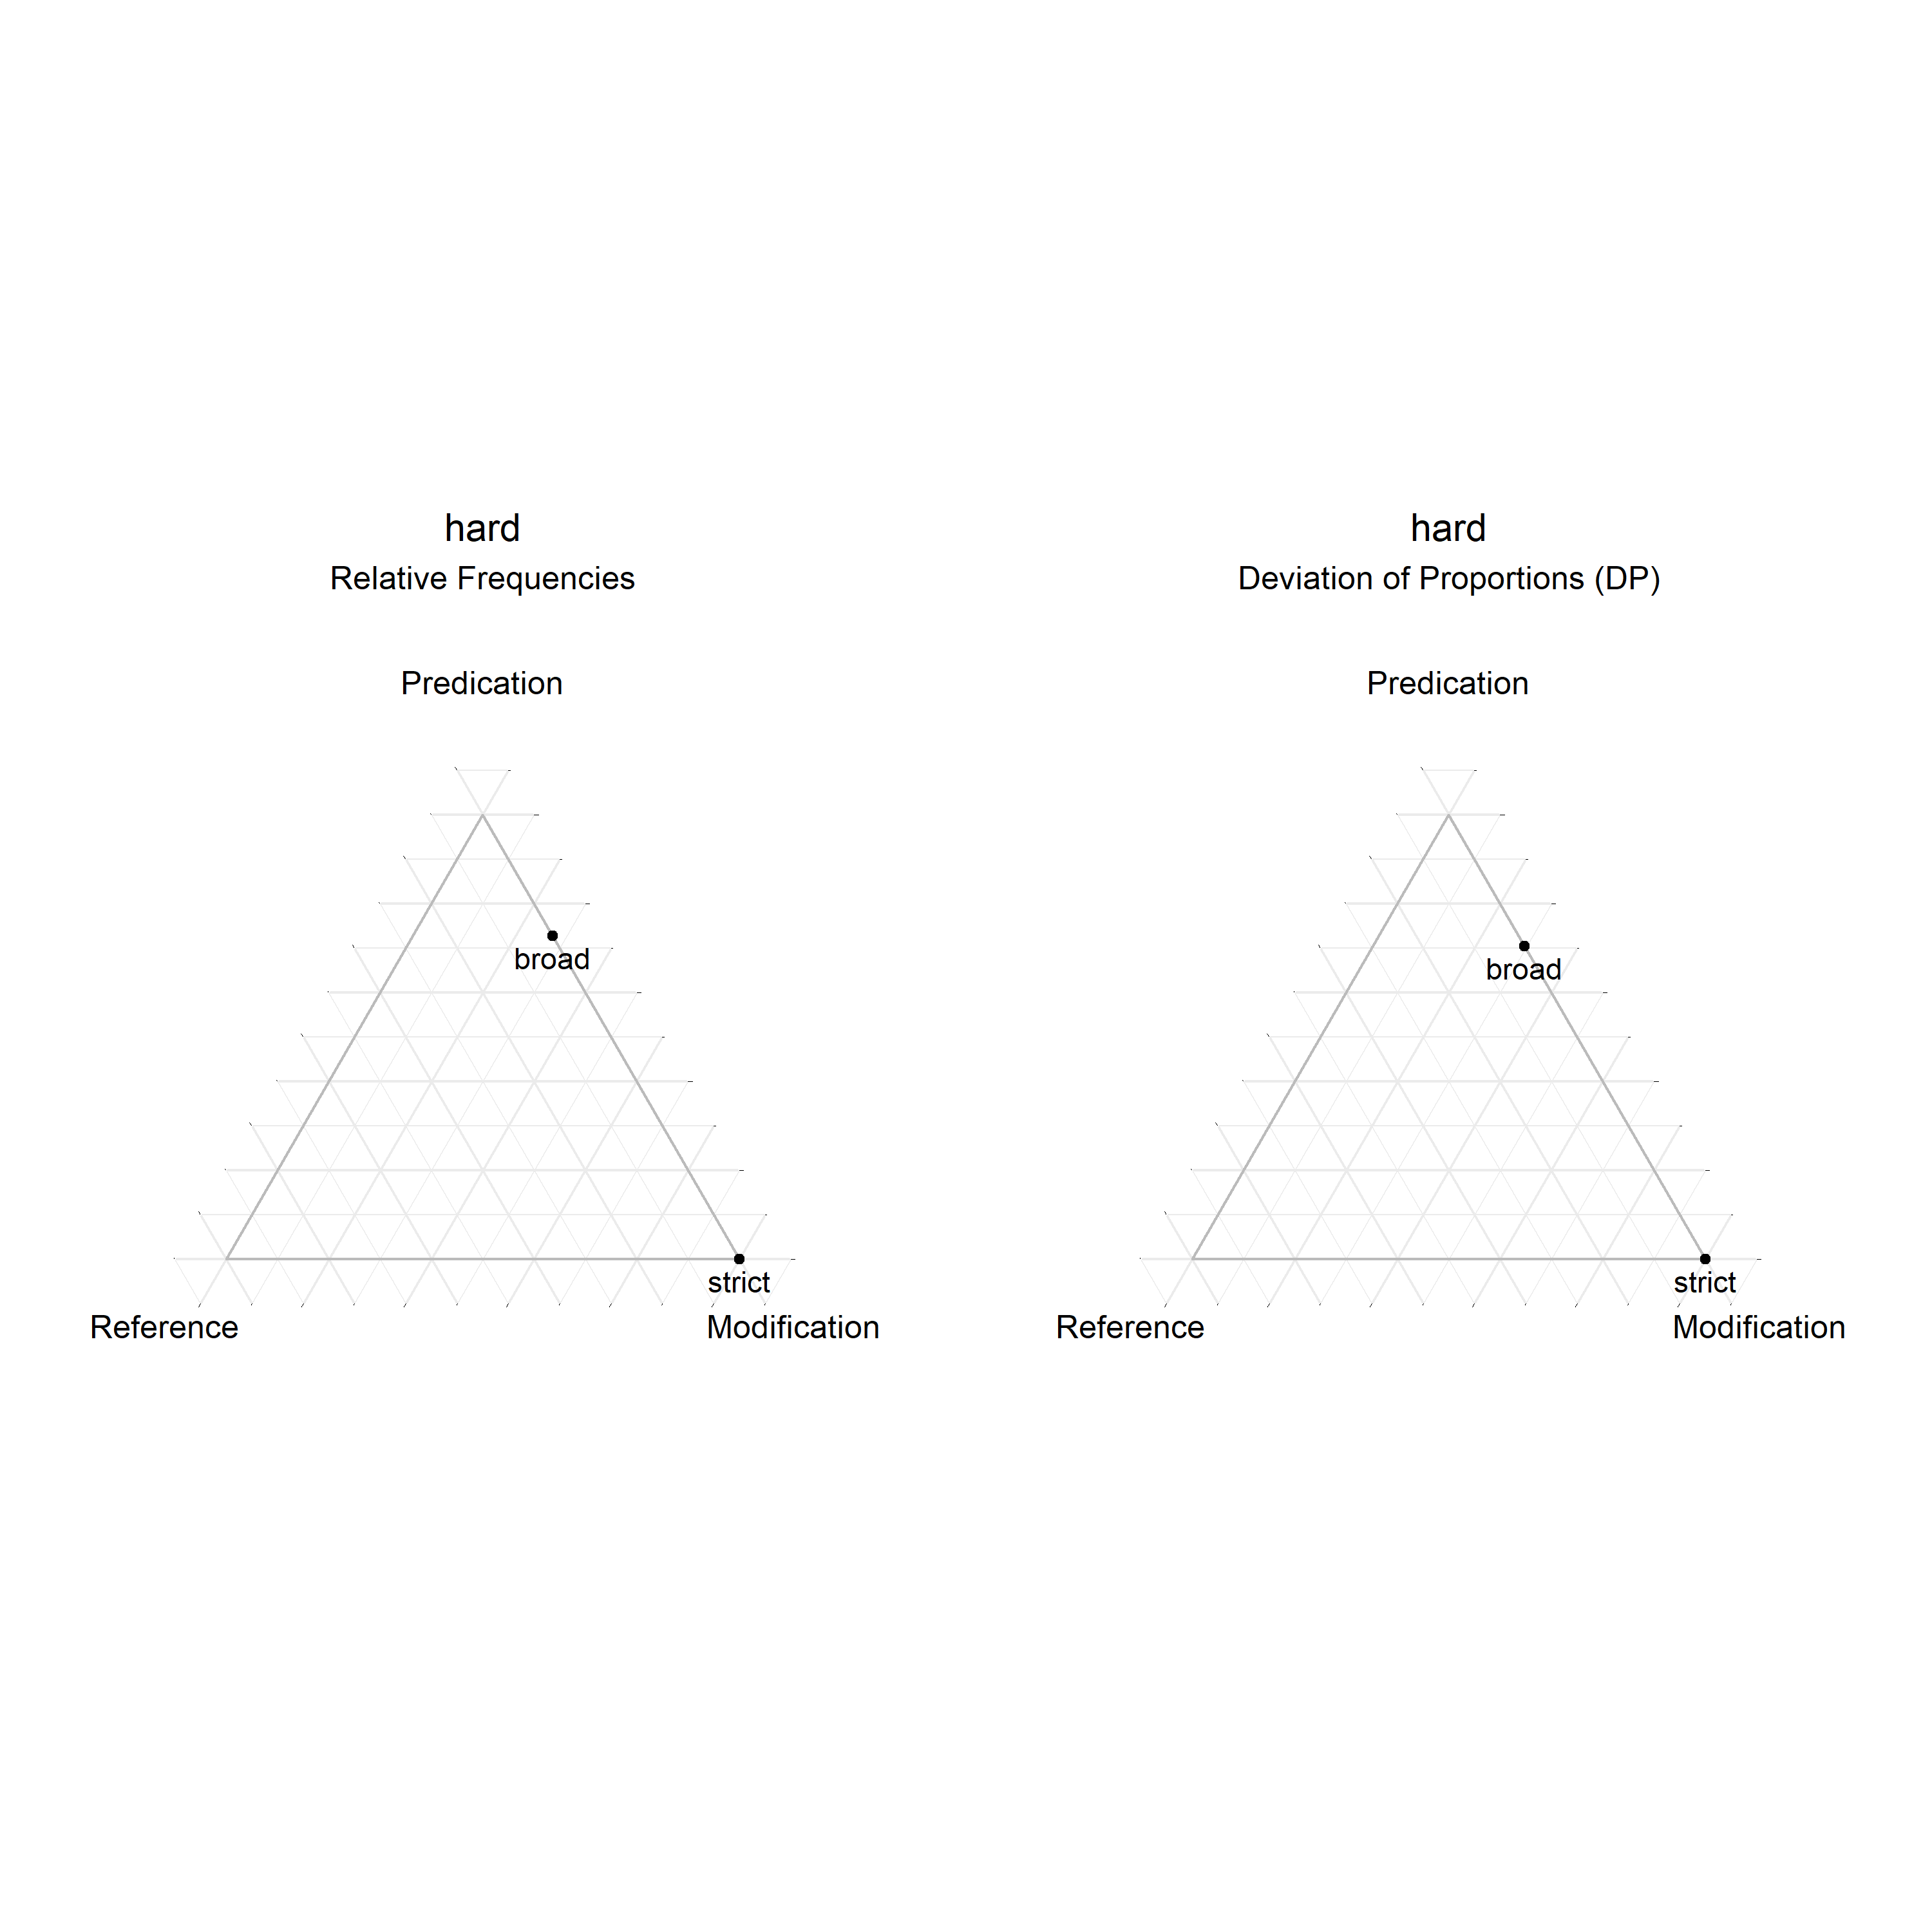 hard
Relative Frequencies
Predication
broad
strict
Reference
Modification
hard
Deviation of Proportions (DP)
Predication
broad
strict
Reference
Modification